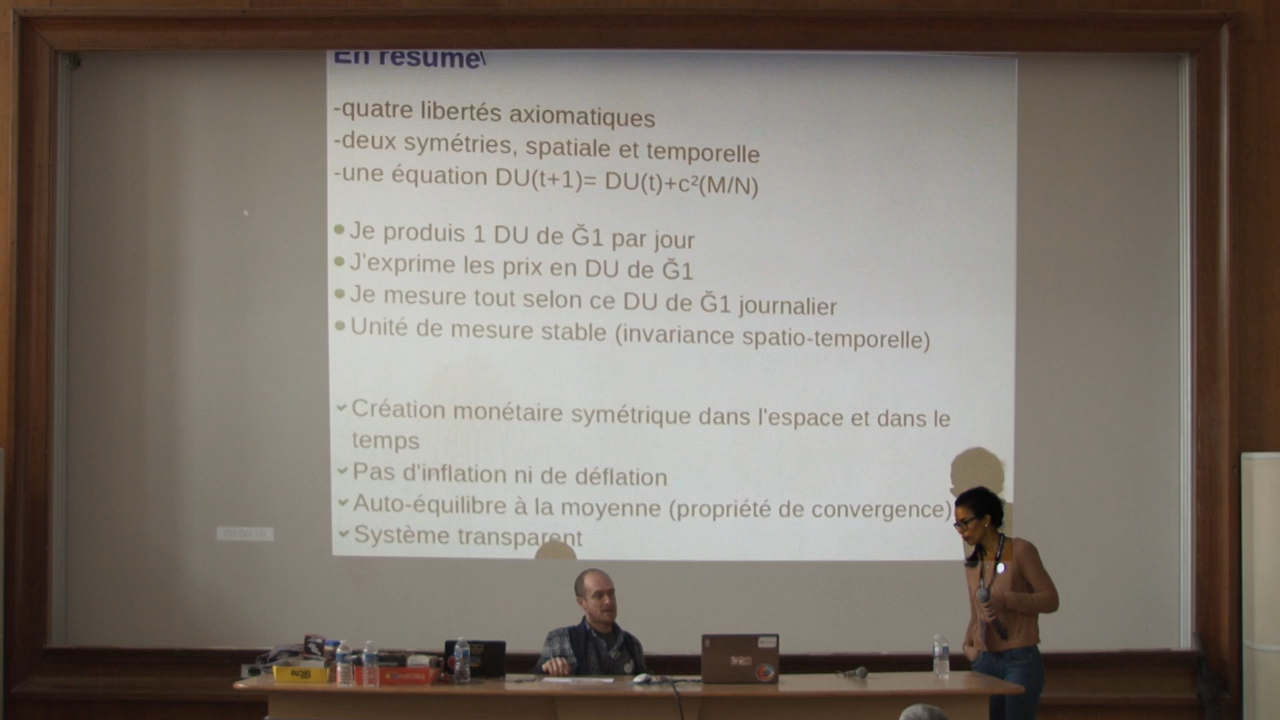 En résumé\
-quatre libertés axiomatiques
-deux symétries, spatiale et temporelle
-une équation DU(t+1)= DU(t)+c²(M/N)
Je produis 1 DU de Ğ1 par jour
J'exprime les prix en DU de Ğ1
Je mesure tout selon ce DU de Ğ1 journalier
Unité de mesure stable (invariance spatio-temporelle)
Création monétaire symétrique dans l'espace et dans le
temps
Pas d'inflation ni de déflation
Auto-équilibre à la moyenne (propriété de convergence)
Système transparent